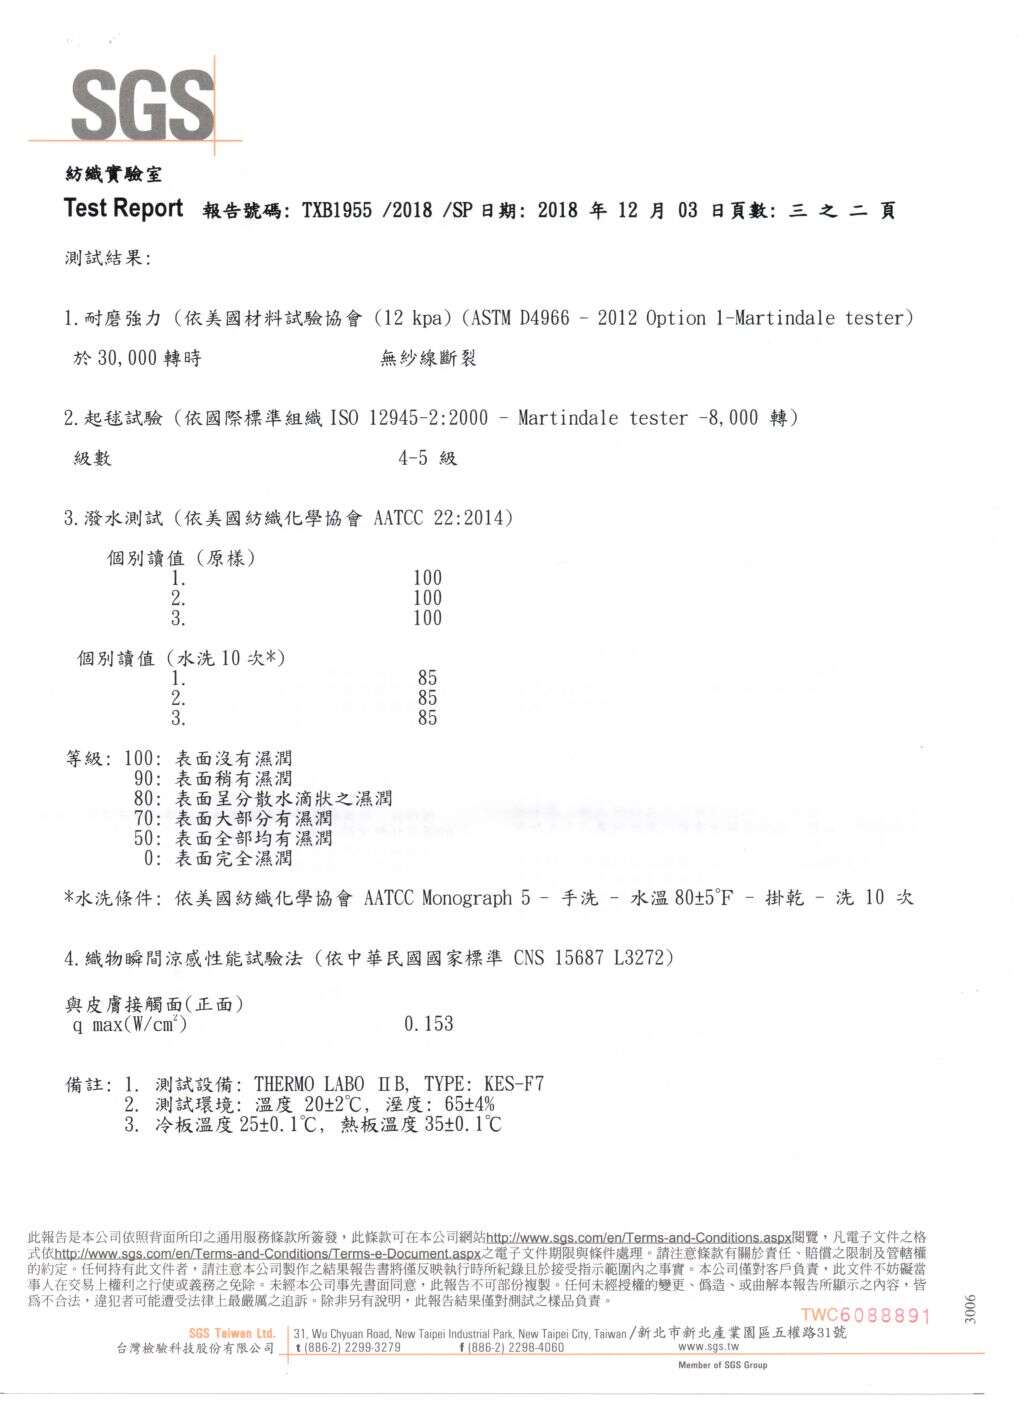 SGS
紡織實驗室
Test Report 報告號碼: TXB1955 /2018 /SP 日期: 2018 年 12 月 03 日頁數: 三 之 二 頁
測試結果:
1.耐磨強力 (依美國材料試驗協會 (12 kpa) (ASTM D4966 - 2012 Option 1-Martindale tester)
於 30,000 轉時 無紗線斷裂
2.起毬試驗 (依國際標準組織 ISO 12945-2:2000 - Martindale tester -8,000 轉)
級數 4-5 級
3.潑水測試 (依美國紡織化學協會 AATCC 22:2014)
個別讀值 (原樣)
1. 100
2. 100
3. 100
個別讀值 (水洗 10 次*)
1. 85
2. 85
3. 85
等級: 100: 表面沒有濕潤
90: 表面稍有濕潤
80: 表面呈分散水滴狀之濕潤
70: 表面大部分有濕潤
50: 表面全部均有濕潤
0: 表面完全濕潤
*水洗條件: 依美國紡織化學協會 AATCC Monograph 5 - 手洗 - 水溫 80±5°F - 掛乾 - 洗 10 次
4.織物瞬間涼感性能試驗法 (依中華民國國家標準 CNS 15687 L3272)
與皮膚接觸面(正面)
q max(W/cm²) 0.153
備註: 1. 測試設備: THERMO LABO ⅡB, TYPE: KES-F7
2. 測試環境: 溫度 20±2℃, 溼度: 65±4%
3. 冷板溫度 25±0.1℃, 熱板溫度 35±0.1℃
此報告是本公司依照背面所印之通用服務條款所簽發，此條款可在本公司網站http://www.sgs.com/en/Terms-and-Conditions.aspx閱覽，凡電子文件之格
式依http://www.sgs.com/en/Terms-and-Conditions/Terms-e-Document.aspx之電子文件期限與條件處理。請注意條款有關於責任、賠償之限制及管轄權
的約定。任何持有此文件者，請注意本公司製作之結果報告書將僅反映執行時所紀錄且於接受指示範圍內之事實。本公司僅對客戶負責，此文件不妨礙當
事人在交易上權利之行使或義務之免除。未經本公司事先書面同意，此報告不可部份複製。任何未經授權的變更、偽造、或曲解本報告所顯示之內容，皆
為不合法，違犯者可能遭受法律上最嚴厲之追訴。除非另有說明，此報告結果僅對測試之樣品負責。
TWC6088891
3006
SGS Taiwan Ltd. 31, Wu Chyuan Road, New Taipei Industrial Park, New Taipei City, Taiwan /新北市新北產業園區五權路31號
台灣檢驗科技股份有限公司 t (886-2) 2299-3279 f (886-2) 2298-4060 www.sgs.tw
Member of SGS Group